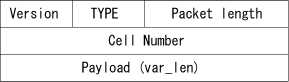 Version TYPE Packet length
Cell Number
Payload (var_len)